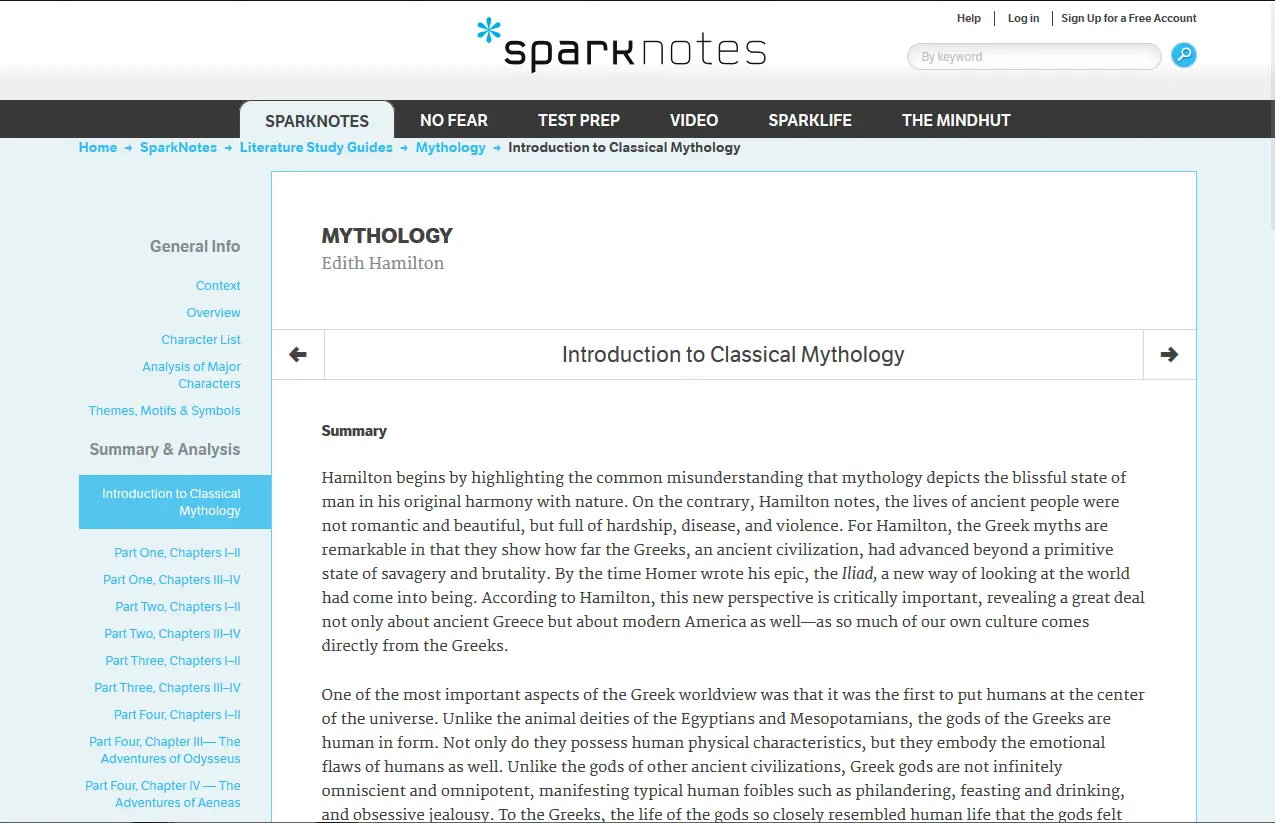 Help
Log in
Sign Up for a Free Account
sparknotes
By keyword
SPARKNOTES
NO FEAR
TEST PREP
VIDEO
SPARKLIFE
THE MINDHUT
Home → SparkNotes → Literature Study Guides → Mythology → Introduction to Classical Mythology
General Info
Context
Overview
Character List
Analysis of Major
Characters
Themes, Motifs & Symbols
Summary & Analysis
Introduction to Classical
Mythology
Part One, Chapters I–II
Part One, Chapters III–IV
Part Two, Chapters I–II
Part Two, Chapters III–IV
Part Three, Chapters I–II
Part Three, Chapters III–IV
Part Four, Chapters I–II
Part Four, Chapter III— The
Adventures of Odysseus
Part Four, Chapter IV — The
Adventures of Aeneas
MYTHOLOGY
Edith Hamilton
Introduction to Classical Mythology
Summary
Hamilton begins by highlighting the common misunderstanding that mythology depicts the blissful state of
man in his original harmony with nature. On the contrary, Hamilton notes, the lives of ancient people were
not romantic and beautiful, but full of hardship, disease, and violence. For Hamilton, the Greek myths are
remarkable in that they show how far the Greeks, an ancient civilization, had advanced beyond a primitive
state of savagery and brutality. By the time Homer wrote his epic, the Iliad, a new way of looking at the world
had come into being. According to Hamilton, this new perspective is critically important, revealing a great deal
not only about ancient Greece but about modern America as well—as so much of our own culture comes
directly from the Greeks.
One of the most important aspects of the Greek worldview was that it was the first to put humans at the center
of the universe. Unlike the animal deities of the Egyptians and Mesopotamians, the gods of the Greeks are
human in form. Not only do they possess human physical characteristics, but they embody the emotional
flaws of humans as well. Unlike the gods of other ancient civilizations, Greek gods are not infinitely
omniscient and omnipotent, manifesting typical human foibles such as philandering, feasting and drinking,
and obsessive jealousy. To the Greeks, the life of the gods so closely resembled human life that the gods felt